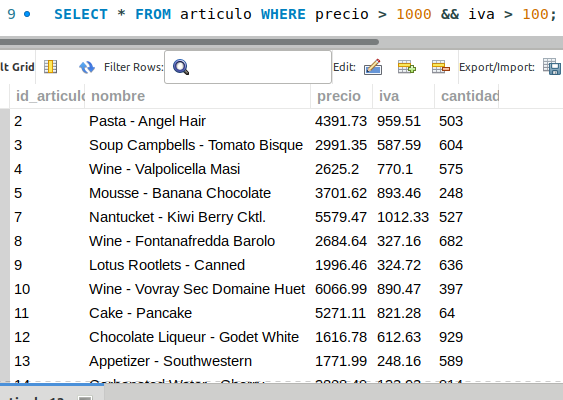 9 SELECT * FROM articulo WHERE precio > 1000 && iva > 100;
lt Grid Filter Rows: Edit: Export/Import:
id_articulo nombre precio iva cantidad
2 Pasta - Angel Hair 4391.73 959.51 503
3 Soup Campbells - Tomato Bisque 2991.35 587.59 604
4 Wine - Valpolicella Masi 2625.2 770.1 575
5 Mousse - Banana Chocolate 3701.62 893.46 248
7 Nantucket - Kiwi Berry Cktl. 5579.47 1012.33 527
8 Wine - Fontanafredda Barolo 2684.64 327.16 682
9 Lotus Rootlets - Canned 1996.46 324.72 636
10 Wine - Vovray Sec Domaine Huet 6066.99 890.47 397
11 Cake - Pancake 5271.11 821.28 64
12 Chocolate Liqueur - Godet White 1616.78 612.63 929
13 Appetizer - Southwestern 1771.99 248.16 589
14 Carbonated Water - Cherry